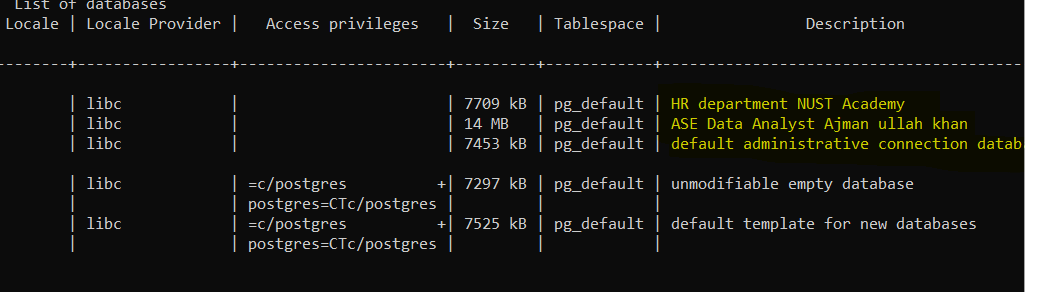 List of databases
Locale | Locale Provider | Access privileges | Size | Tablespace | Description
--------+-----------------+-----------------------+---------+------------+--------------------------------------------
| libc | | 7709 kB | pg_default | HR department NUST Academy
| libc | | 14 MB | pg_default | ASE Data Analyst Ajman ullah khan
| libc | | 7453 kB | pg_default | default administrative connection datab
| libc | =c/postgres +| 7297 kB | pg_default | unmodifiable empty database
| | postgres=CTc/postgres | | |
| libc | =c/postgres +| 7525 kB | pg_default | default template for new databases
| | postgres=CTc/postgres | | |